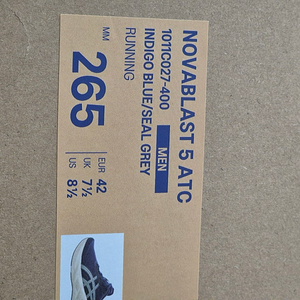 NOVABLAST 5 ATC
1011C027-400 MEN
INDIGO BLUE/SEAL GREY
RUNNING
MM 265
EUR 42
UK 7½
US 8½